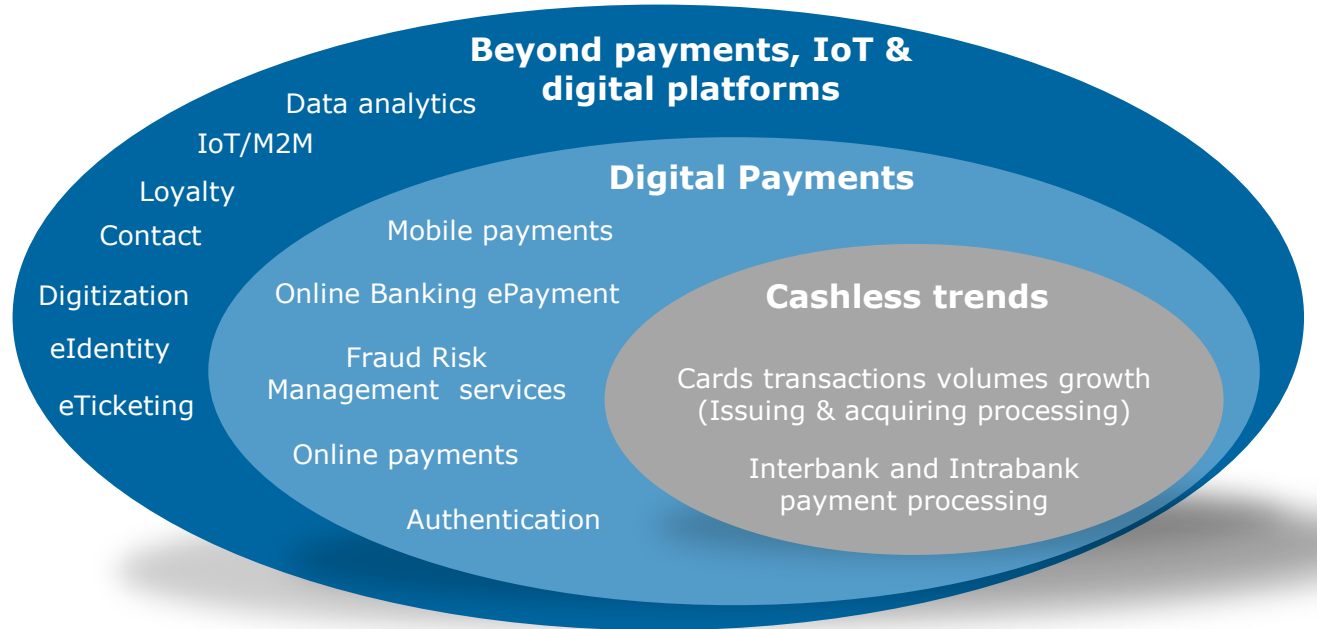 Beyond payments, IoT &
digital platforms
Data analytics
IoT/M2M
Loyalty
Contact
Digitization
eIdentity
eTicketing
Digital Payments
Mobile payments
Online Banking ePayment
Fraud Risk
Management  services
Online payments
Authentication
Cashless trends
Cards transactions volumes growth
(Issuing & acquiring processing)
Interbank and Intrabank
payment processing